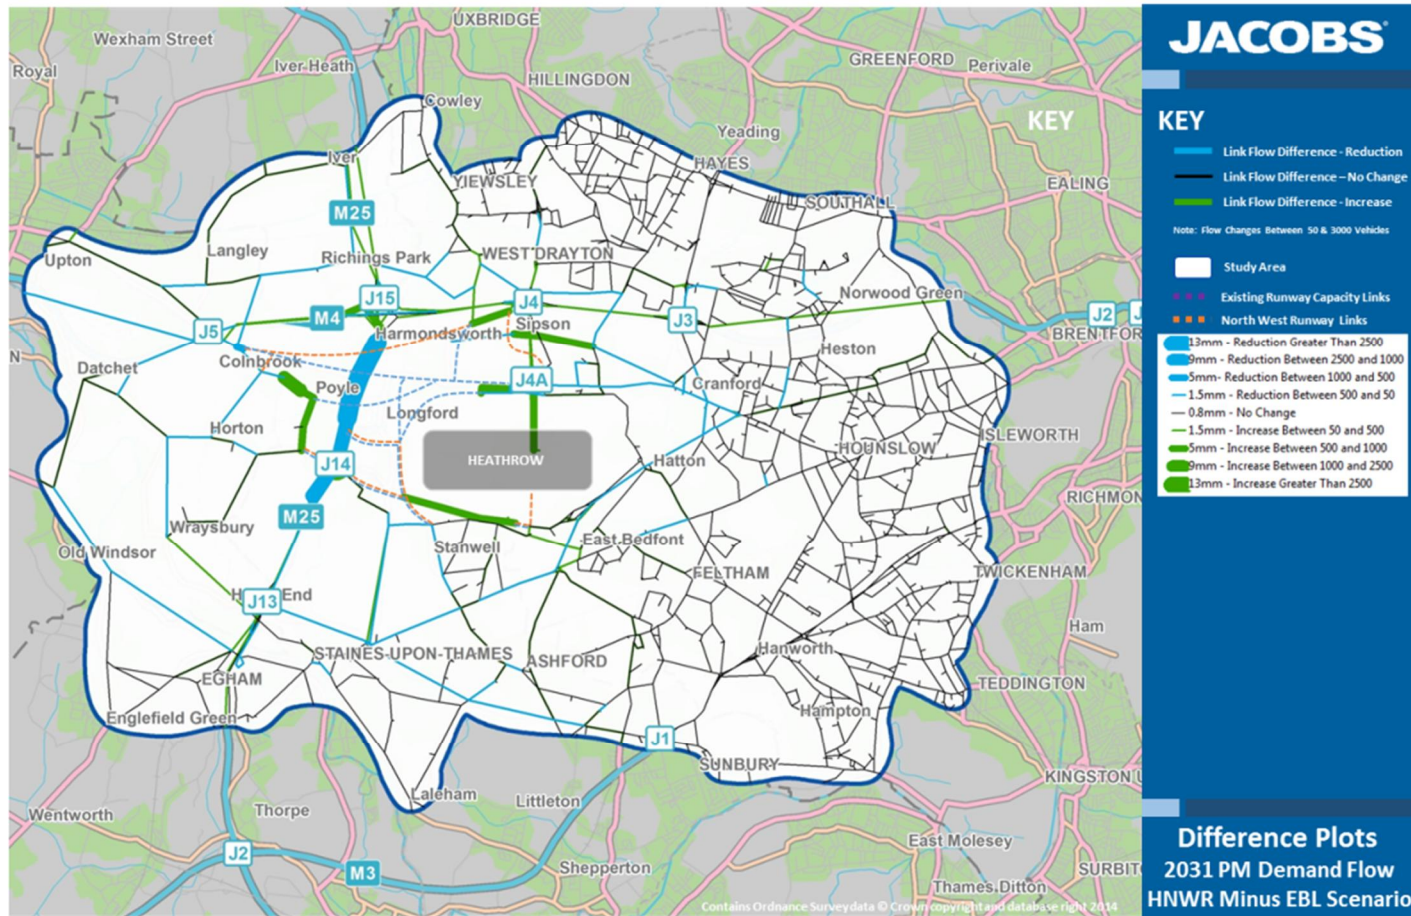 UXBRIDGE
Wexham Street
Iver Heath
GREENFORD
Perivale
Royal
HILLINGDON
Cowley
KEY
Yeading
Iver
HAYES
YIEWSLEY
EALING
SOUTHALL
M25
Langley
Richings Park
WEST DRAYTON
Upton
J15
J4
Norwood Green
M4
J3
J2
J5
Harmondsworth
Sipson
BRENTFOR
Heston
Colnbrook
Datchet
Poyle
J4A
Cranford
Longford
Horton
HOUNSLOW
ISLEWORTH
J14
HEATHROW
Hatton
RICHMON
M25
Wraysbury
Old Windsor
Stanwell
East Bedfont
FELTHAM
TWICKENHAM
J13
End
Ham
STAINES-UPON-THAMES
ASHFORD
Hanworth
EGHAM
TEDDINGTON
Englefield Green
Hampton
J1
SUNBURY
KINGSTON U
Laleham
Littleton
Wentworth
Thorpe
East Molesey
J2
M3
Shepperton
SURBIT
Thames Ditton
Contains Ordnance Survey data © Crown copyright and database right 2014
JACOBS
KEY
Link Flow Difference - Reduction
Link Flow Difference – No Change
Link Flow Difference - Increase
Note: Flow Changes Between 50 & 3000 Vehicles
Study Area
Existing Runway Capacity Links
North West Runway Links
13mm - Reduction Greater Than 2500
9mm - Reduction Between 2500 and 1000
5mm- Reduction Between 1000 and 500
1.5mm - Reduction Between 500 and 50
0.8mm - No Change
1.5mm - Increase Between 50 and 500
5mm - Increase Between 500 and 1000
9mm - Increase Between 1000 and 2500
13mm - Increase Greater Than 2500
Difference Plots
2031 PM Demand Flow
HNWR Minus EBL Scenario